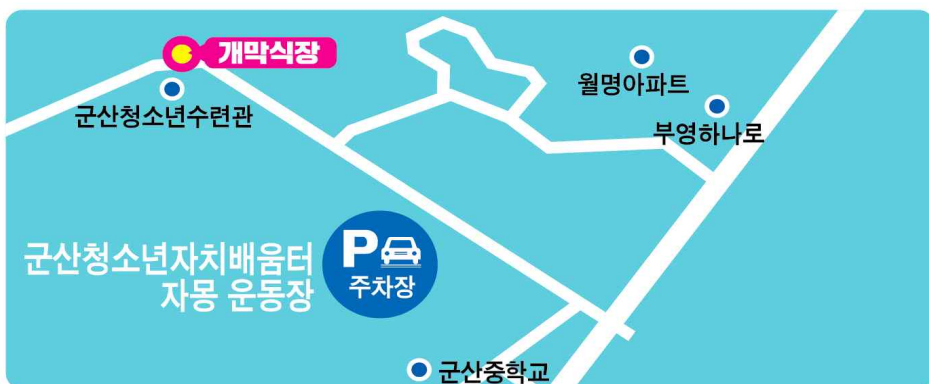 개막식장
군산청소년수련관
월명아파트
부영하나로
군산청소년자치배움터
자몽 운동장
P
주차장
군산중학교